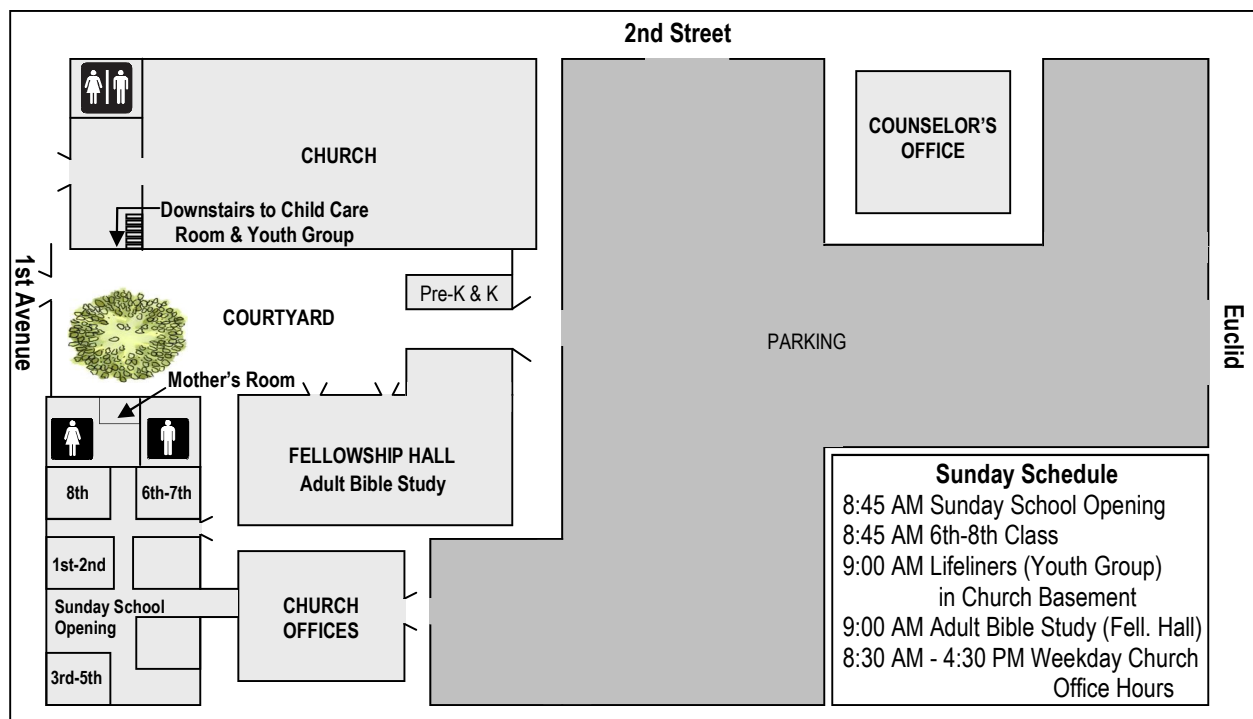 2nd Street
COUNSELOR'S
OFFICE
CHURCH
Downstairs to Child Care
Room & Youth Group
1st Avenue
Pre-K & K
COURTYARD
PARKING
Euclid
Mother's Room
FELLOWSHIP HALL
Adult Bible Study
8th
6th-7th
1st-2nd
Sunday School
Opening
3rd-5th
CHURCH
OFFICES
Sunday Schedule
8:45 AM Sunday School Opening
8:45 AM 6th-8th Class
9:00 AM Lifeliners (Youth Group)
in Church Basement
9:00 AM Adult Bible Study (Fell. Hall)
8:30 AM - 4:30 PM Weekday Church
Office Hours